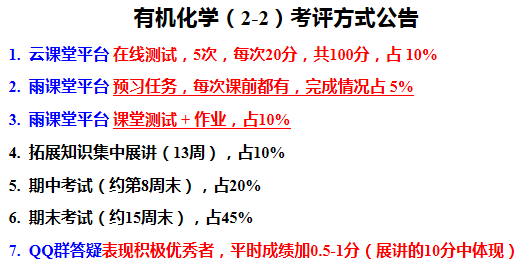 有机化学（2-2）考评方式公告
1. 云课堂平台 在线测试，5次，每次20分，共100分，占 10%
2. 雨课堂平台 预习任务，每次课前都有，完成情况占 5%
3. 雨课堂平台 课堂测试 + 作业，占10%
4. 拓展知识集中展讲（13周），占10%
5. 期中考试（约第8周末），占20%
6. 期末考试（约15周末），占45%
7. QQ群答疑表现积极优秀者，平时成绩加0.5-1分（展讲的10分中体现）